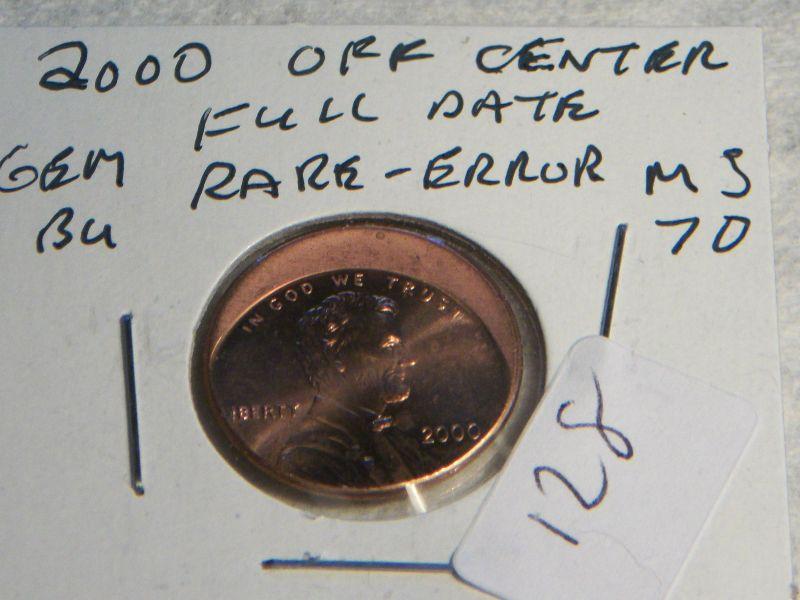 2000 OFF CENTER
FULL DATE
GEM RARE-ERROR MS
BU 70
IN GOD WE TRUST
LIBERTY
2000
128